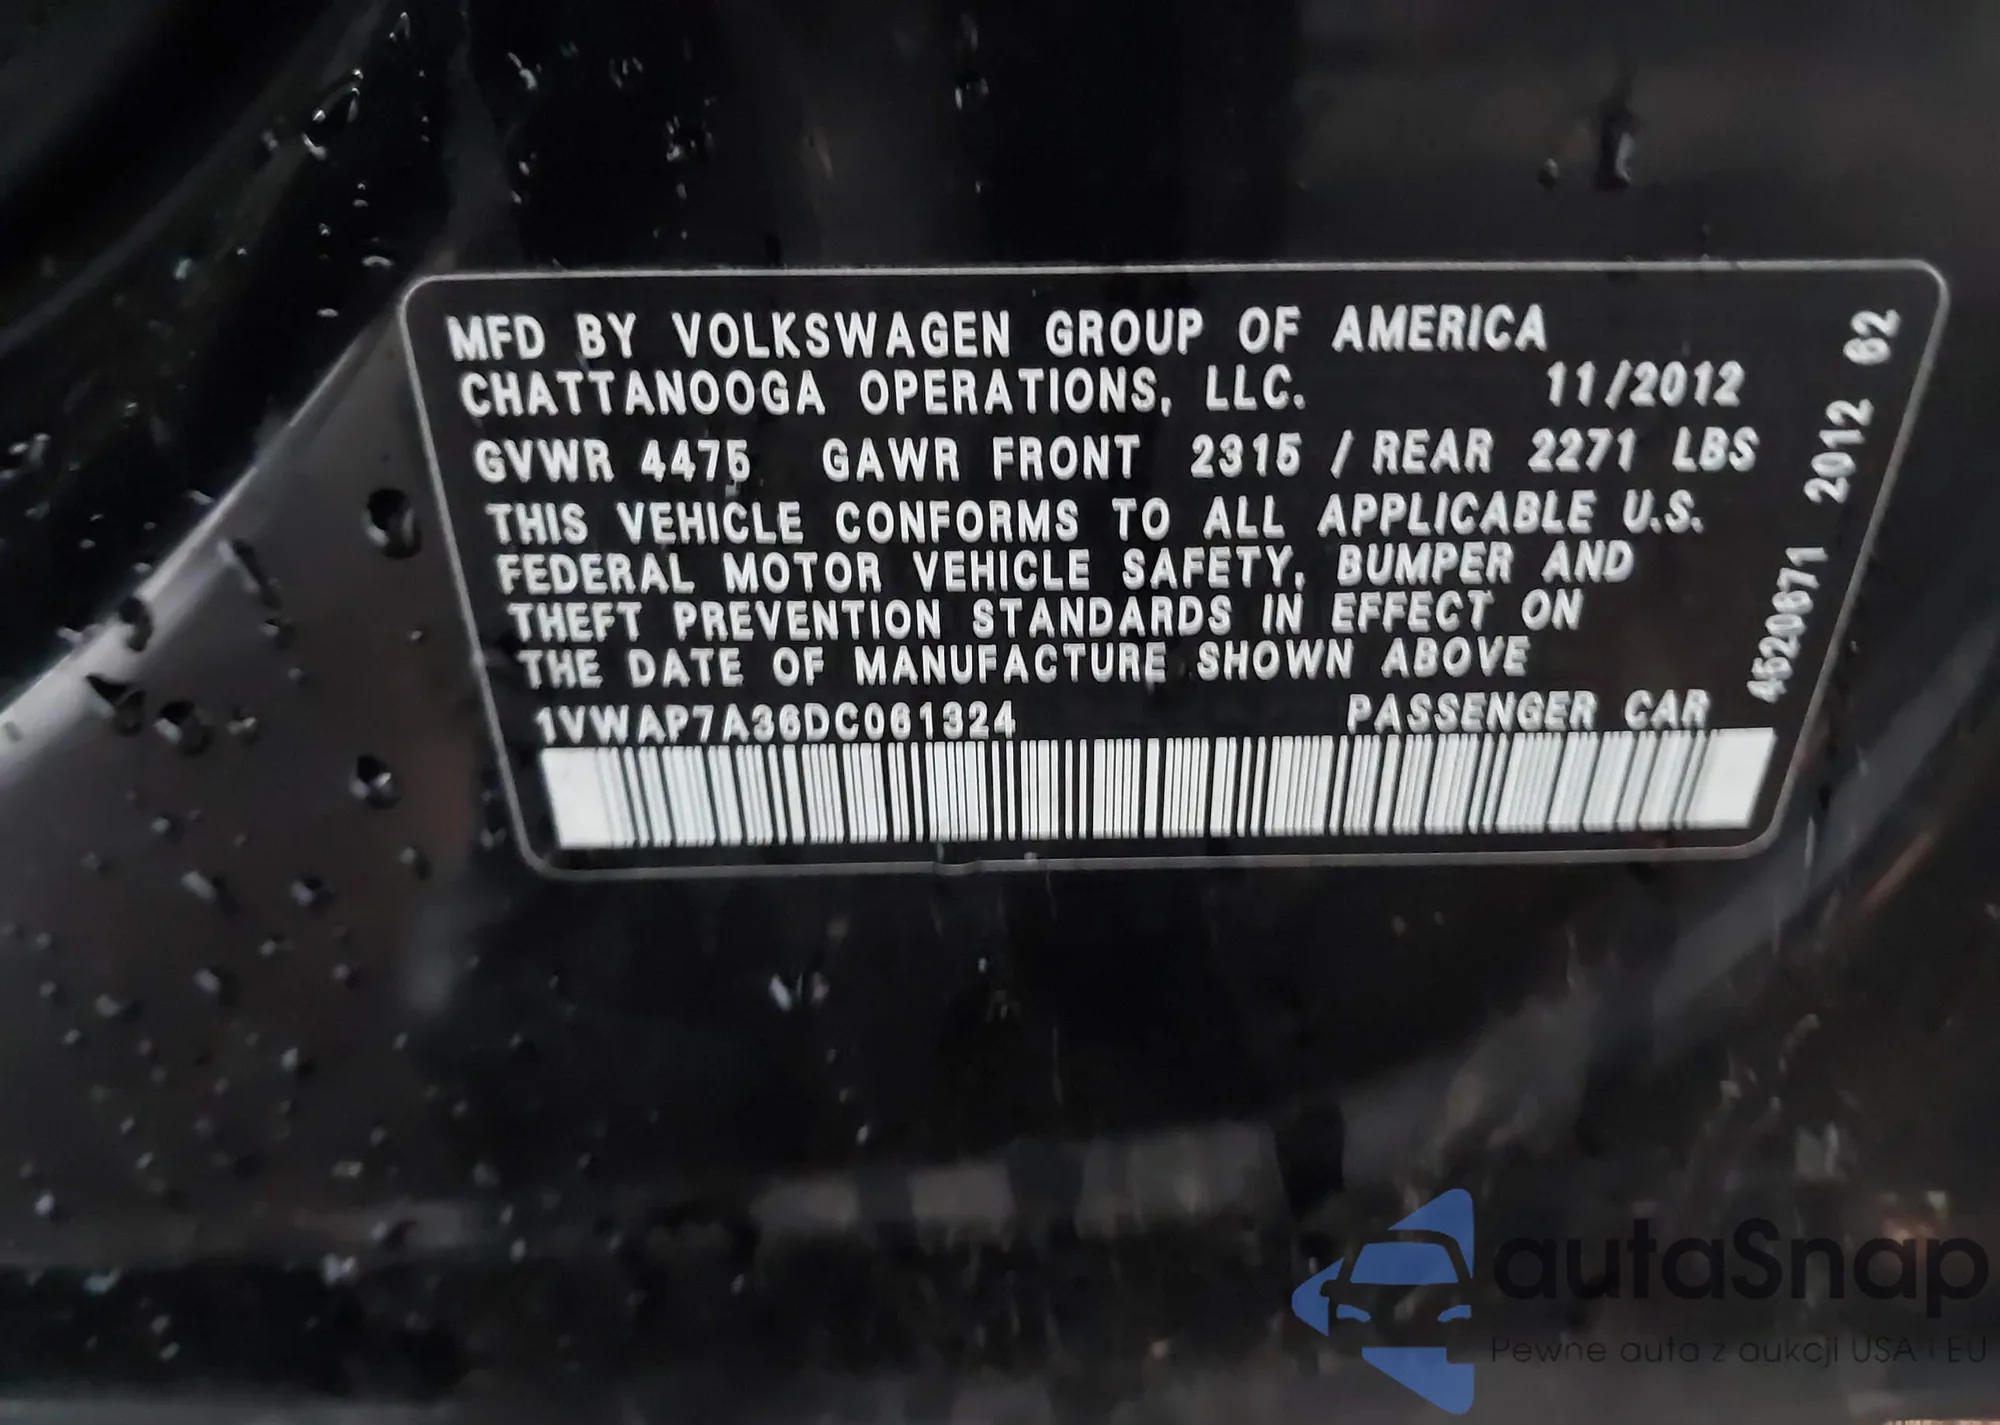 MFD BY VOLKSWAGEN GROUP OF AMERICA
CHATTANOOGA OPERATIONS, LLC. 11/2012
GVWR 4475 GAWR FRONT 2315 / REAR 2271 LBS
THIS VEHICLE CONFORMS TO ALL APPLICABLE U.S.
FEDERAL MOTOR VEHICLE SAFETY, BUMPER AND
THEFT PREVENTION STANDARDS IN EFFECT ON
THE DATE OF MANUFACTURE SHOWN ABOVE
1VWAP7A36DC061324 PASSENGER CAR
4520671 2012 62
autaSnap
Pewne auta z aukcji USA i EU